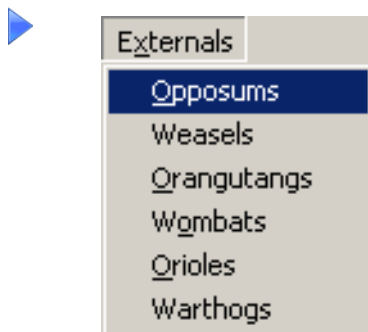 Externals
Opposums
Weasels
Orangutangs
Wombats
Orioles
Warthogs